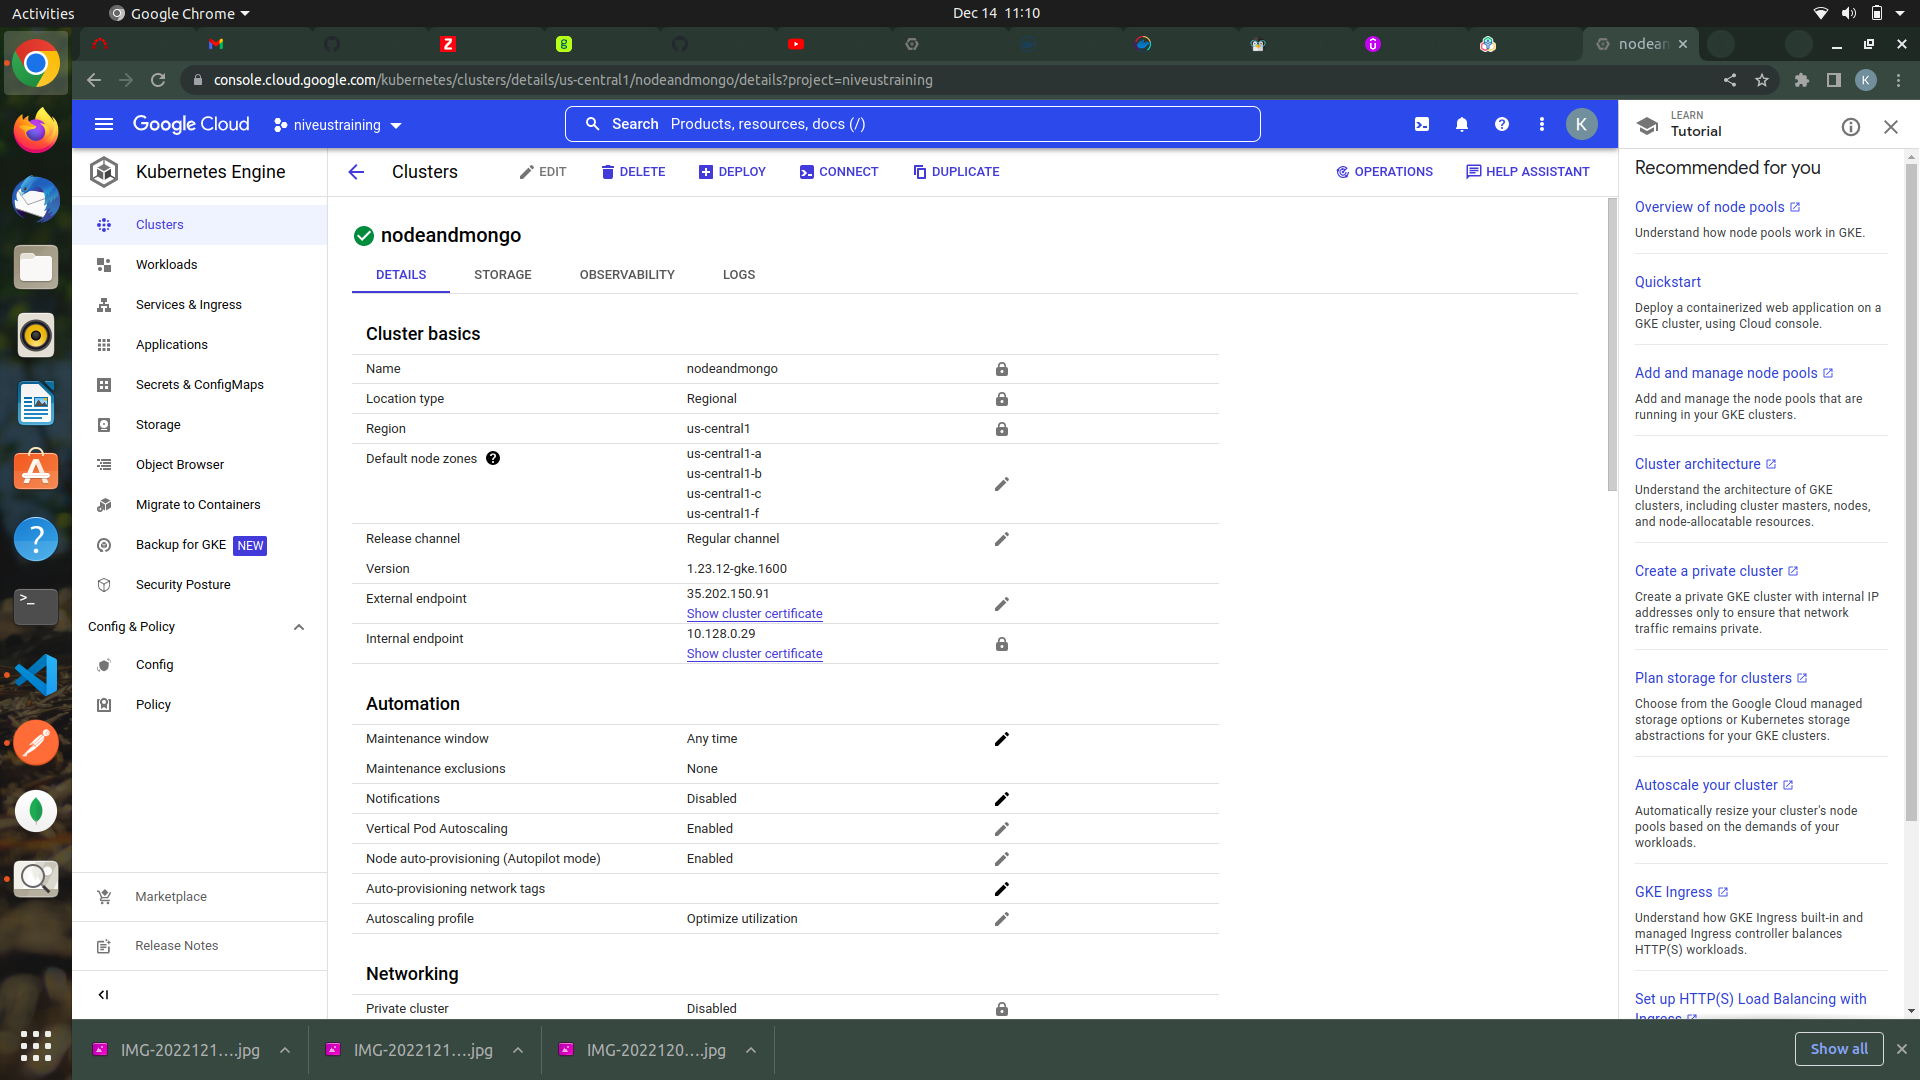 Activities
Google Chrome
Dec 14 11:10
nodean
console.cloud.google.com/kubernetes/clusters/details/us-central1/nodeandmongo/details?project=niveustraining
K
Google Cloud
niveustraining
Search Products, resources, docs (/)
K
LEARN
Tutorial
Kubernetes Engine
Clusters
EDIT
DELETE
DEPLOY
CONNECT
DUPLICATE
OPERATIONS
HELP ASSISTANT
Clusters
Workloads
Services & Ingress
Applications
Secrets & ConfigMaps
Storage
Object Browser
Migrate to Containers
Backup for GKE NEW
Security Posture
Config & Policy
Config
Policy
Marketplace
Release Notes
nodeandmongo
DETAILS STORAGE OBSERVABILITY LOGS
Cluster basics
Name nodeandmongo
Location type Regional
Region us-central1
Default node zones us-central1-a
us-central1-b
us-central1-c
us-central1-f
Release channel Regular channel
Version 1.23.12-gke.1600
External endpoint 35.202.150.91
Show cluster certificate
Internal endpoint 10.128.0.29
Show cluster certificate
Automation
Maintenance window Any time
Maintenance exclusions None
Notifications Disabled
Vertical Pod Autoscaling Enabled
Node auto-provisioning (Autopilot mode) Enabled
Auto-provisioning network tags
Autoscaling profile Optimize utilization
Networking
Private cluster Disabled
Recommended for you
Overview of node pools
Understand how node pools work in GKE.
Quickstart
Deploy a containerized web application on a
GKE cluster, using Cloud console.
Add and manage node pools
Add and manage the node pools that are
running in your GKE clusters.
Cluster architecture
Understand the architecture of GKE
clusters, including cluster masters, nodes,
and node-allocatable resources.
Create a private cluster
Create a private GKE cluster with internal IP
addresses only to ensure that network
traffic remains private.
Plan storage for clusters
Choose from the Google Cloud managed
storage options or Kubernetes storage
abstractions for your GKE clusters.
Autoscale your cluster
Automatically resize your cluster's node
pools based on the demands of your
workloads.
GKE Ingress
Understand how GKE Ingress built-in and
managed Ingress controller balances
HTTP(S) workloads.
Set up HTTP(S) Load Balancing with
Ingress
IMG-2022121....jpg
IMG-2022121....jpg
IMG-2022120....jpg
Show all